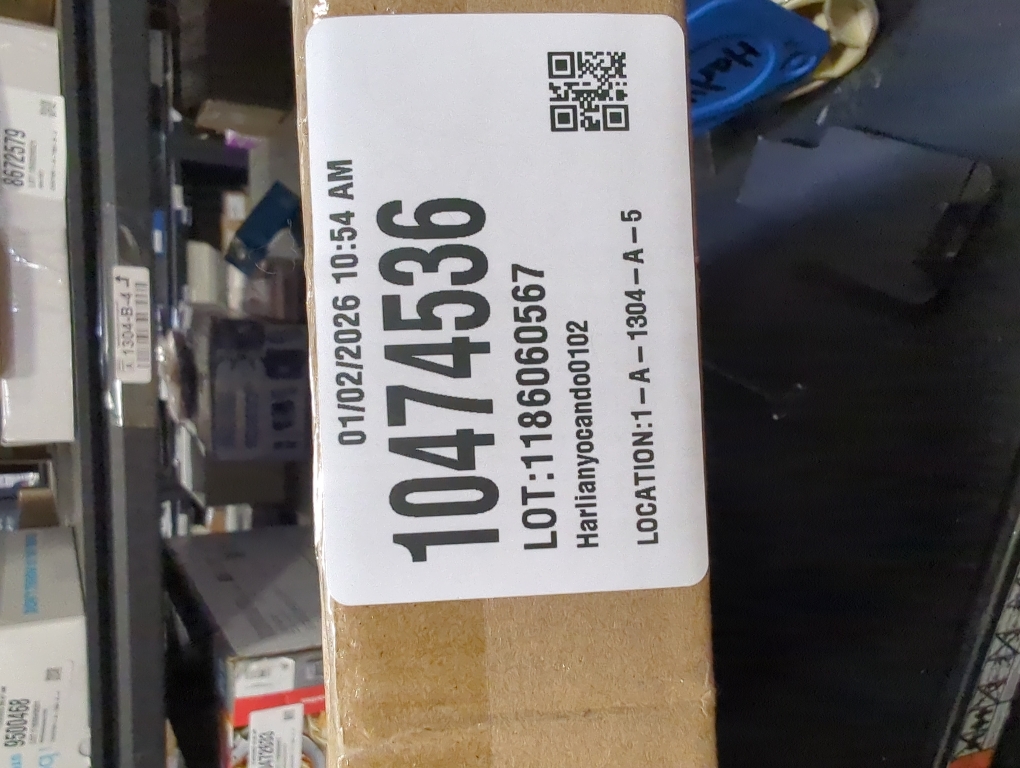 01/02/2026 10:54 AM
10474536
LOT:1186060567
Harlianyocando0102
LOCATION:1-A-1304-A-5
8672579
1304-B-4
9500468